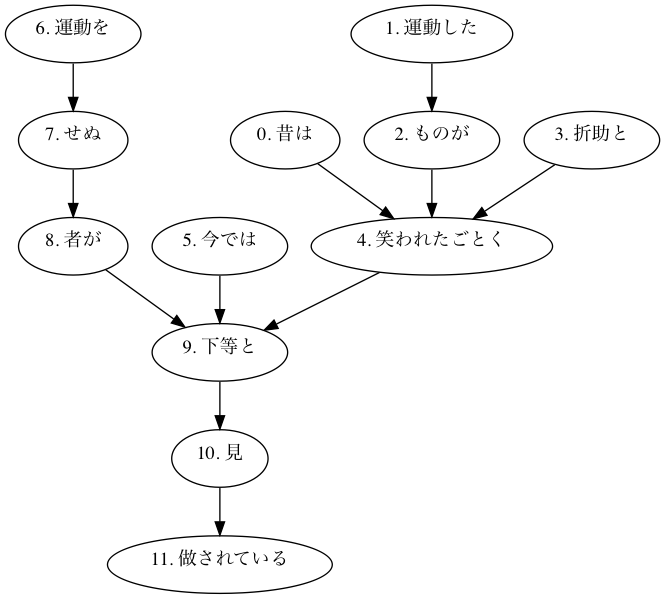 6. 運動を
1. 運動した
7. せぬ
0. 昔は
2. ものが
3. 折助と
8. 者が
5. 今では
4. 笑われたごとく
9. 下等と
10. 見
11. 做されている